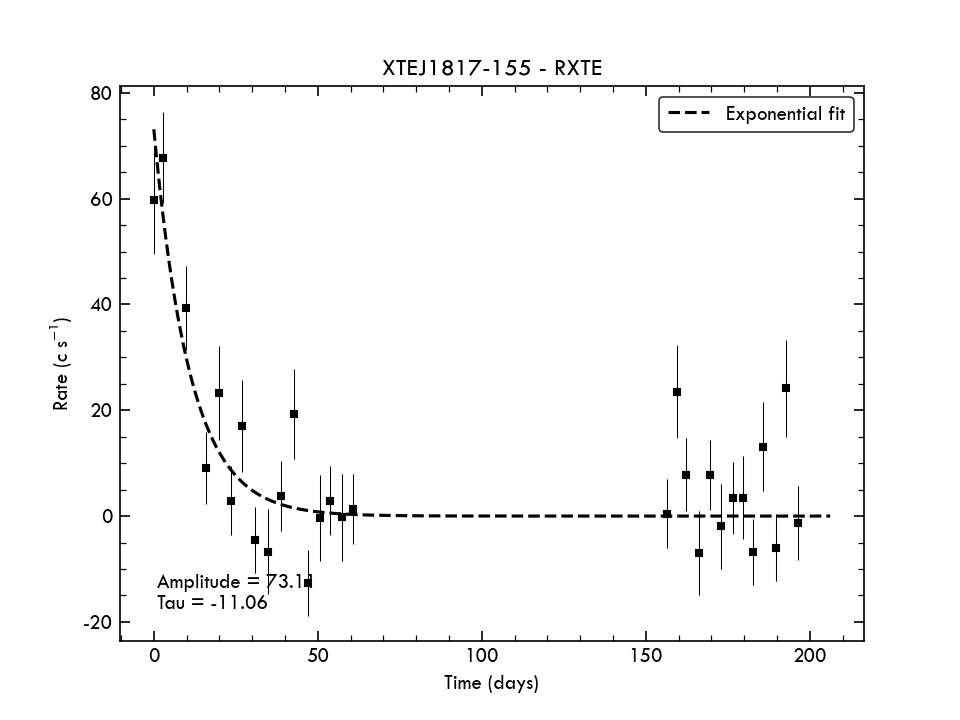 XTEJ1817-155 - RXTE
Exponential fit
80
60
40
20
0
-20
Rate (c s⁻¹)
Amplitude = 73.11
Tau = -11.06
0 50 100 150 200
Time (days)